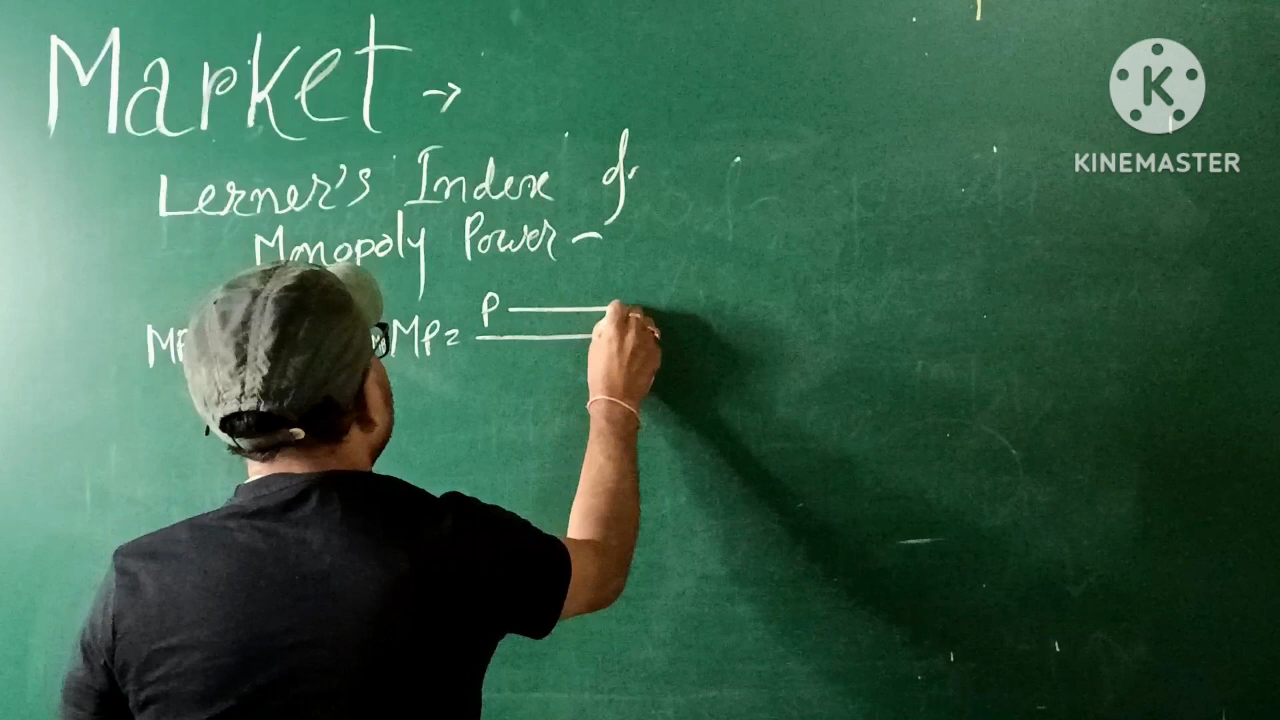 Market →
Lerner's Index of
Monopoly Power –
P —
MP =
K
KINEMASTER